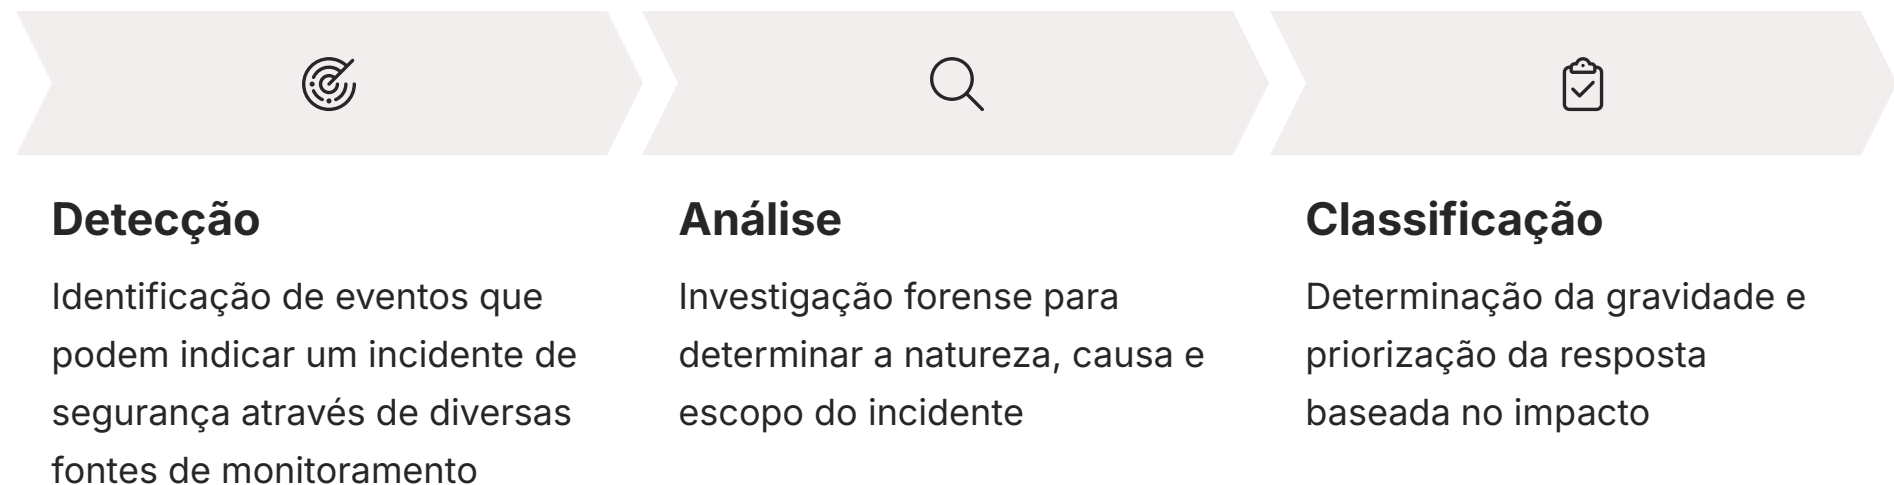 Detecção
Identificação de eventos que
podem indicar um incidente de
segurança através de diversas
fontes de monitoramento
Análise
Investigação forense para
determinar a natureza, causa e
escopo do incidente
Classificação
Determinação da gravidade e
priorização da resposta
baseada no impacto